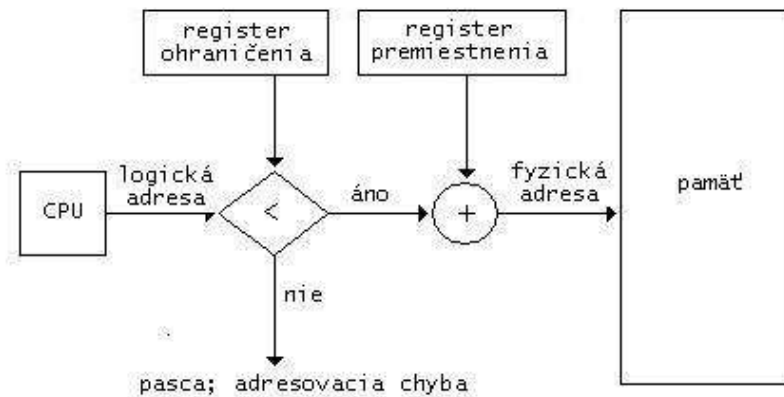 register
ohraničenia
register
premiestnenia
logická
adresa
CPU
<
áno
+
fyzická
adresa
pamäť
nie
pasca; adresovacia chyba